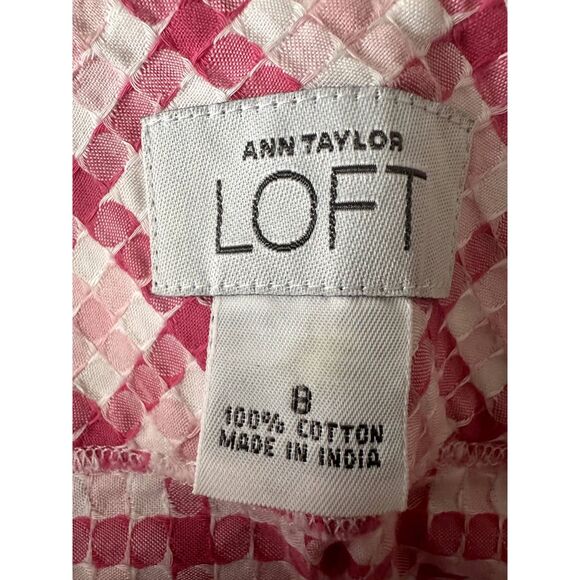 ANN TAYLOR
LOFT
8
100% COTTON
MADE IN INDIA